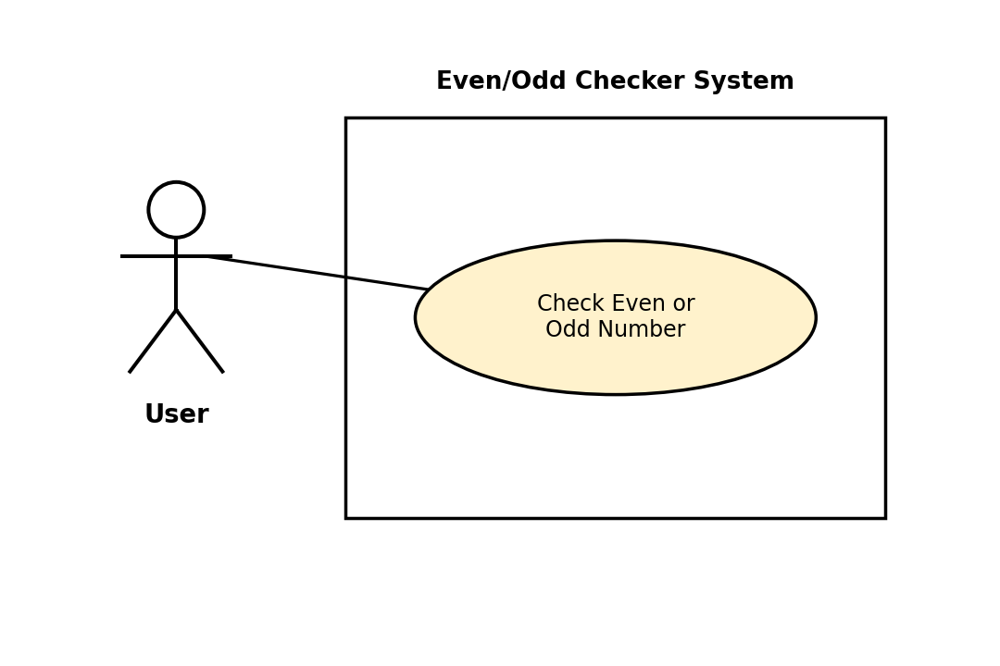 Even/Odd Checker System
Check Even or
Odd Number
User